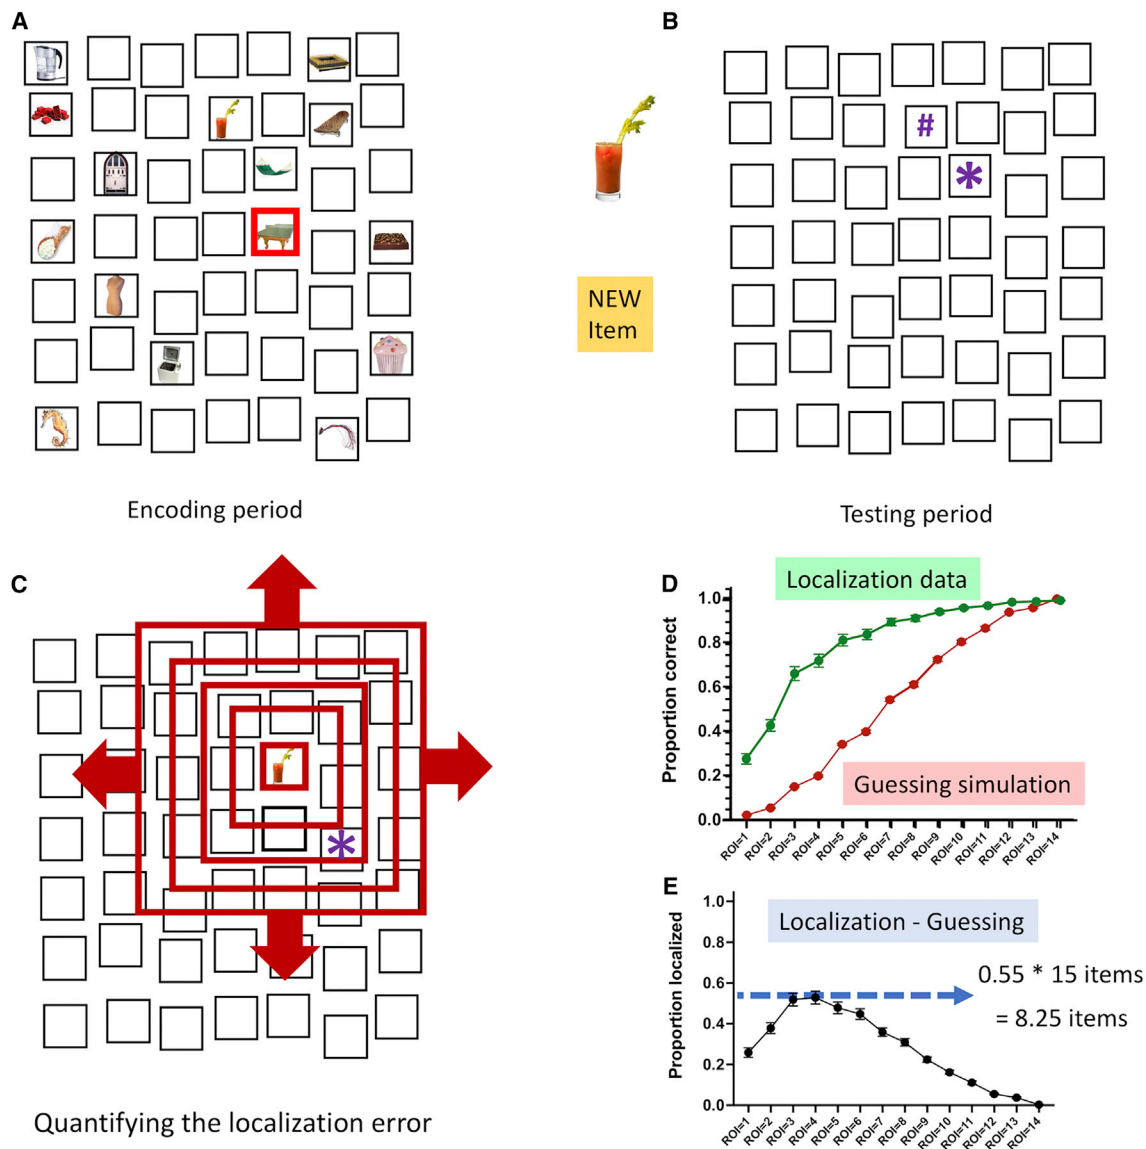 A
B
#
*
NEW
Item
Encoding period
Testing period
C
*
Quantifying the localization error
D
Localization data
Proportion correct
1.0
0.8
0.6
0.4
0.2
0.0
Guessing simulation
ROI=1
ROI=2
ROI=3
ROI=4
ROI=5
ROI=6
ROI=7
ROI=8
ROI=9
ROI=10
ROI=11
ROI=12
ROI=13
ROI=14
E
Proportion localized
1.0
0.8
0.6
0.4
0.2
0.0
Localization - Guessing
0.55 * 15 items
= 8.25 items
ROI=1
ROI=2
ROI=3
ROI=4
ROI=5
ROI=6
ROI=7
ROI=8
ROI=9
ROI=10
ROI=11
ROI=12
ROI=13
ROI=14